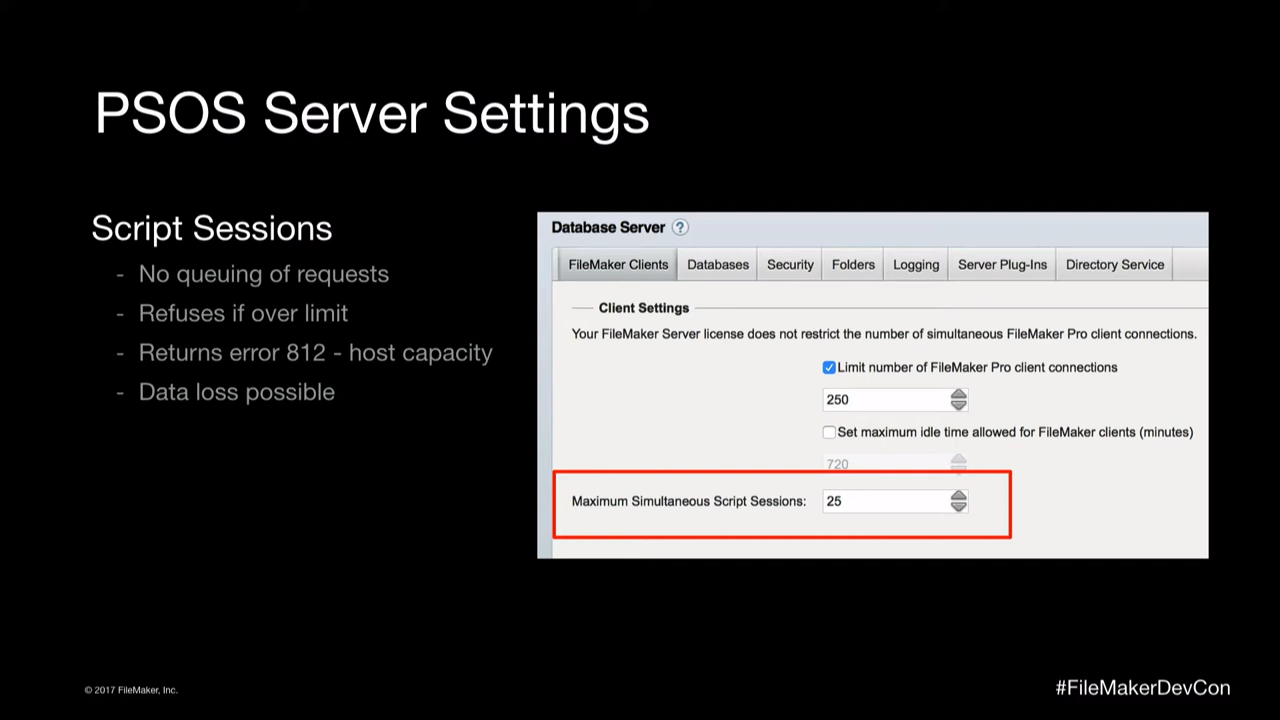 PSOS Server Settings
Script Sessions
- No queuing of requests
- Refuses if over limit
- Returns error 812 - host capacity
- Data loss possible
Database Server ?
FileMaker Clients Databases Security Folders Logging Server Plug-Ins Directory Service
Client Settings
Your FileMaker Server license does not restrict the number of simultaneous FileMaker Pro client connections.
Limit number of FileMaker Pro client connections
250
Set maximum idle time allowed for FileMaker clients (minutes)
720
Maximum Simultaneous Script Sessions: 25
© 2017 FileMaker, Inc.
#FileMakerDevCon